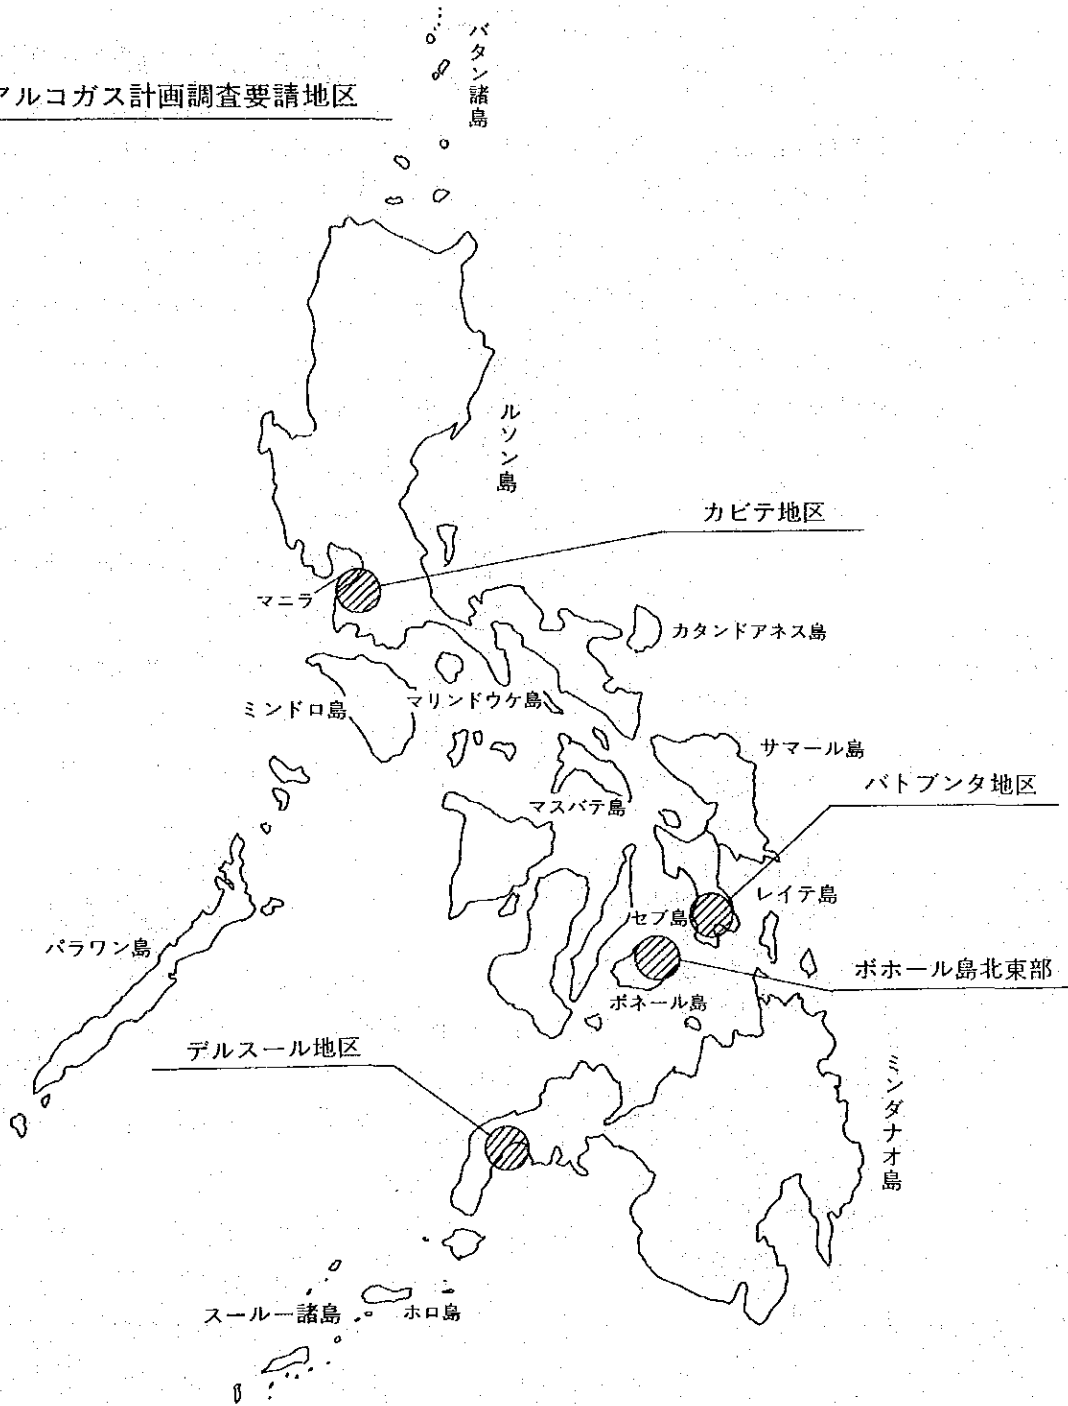 アルコガス計画調査要請地区
バタン諸島
ルソン島
カビテ地区
マニラ
カタンドアネス島
ミンドロ島
マリンドウケ島
サマール島
バトブンタ地区
マスバテ島
レイテ島
セブ島
パラワン島
ボホール島北東部
ボネール島
デルスール地区
ミンダナオ島
スールー諸島
ホロ島